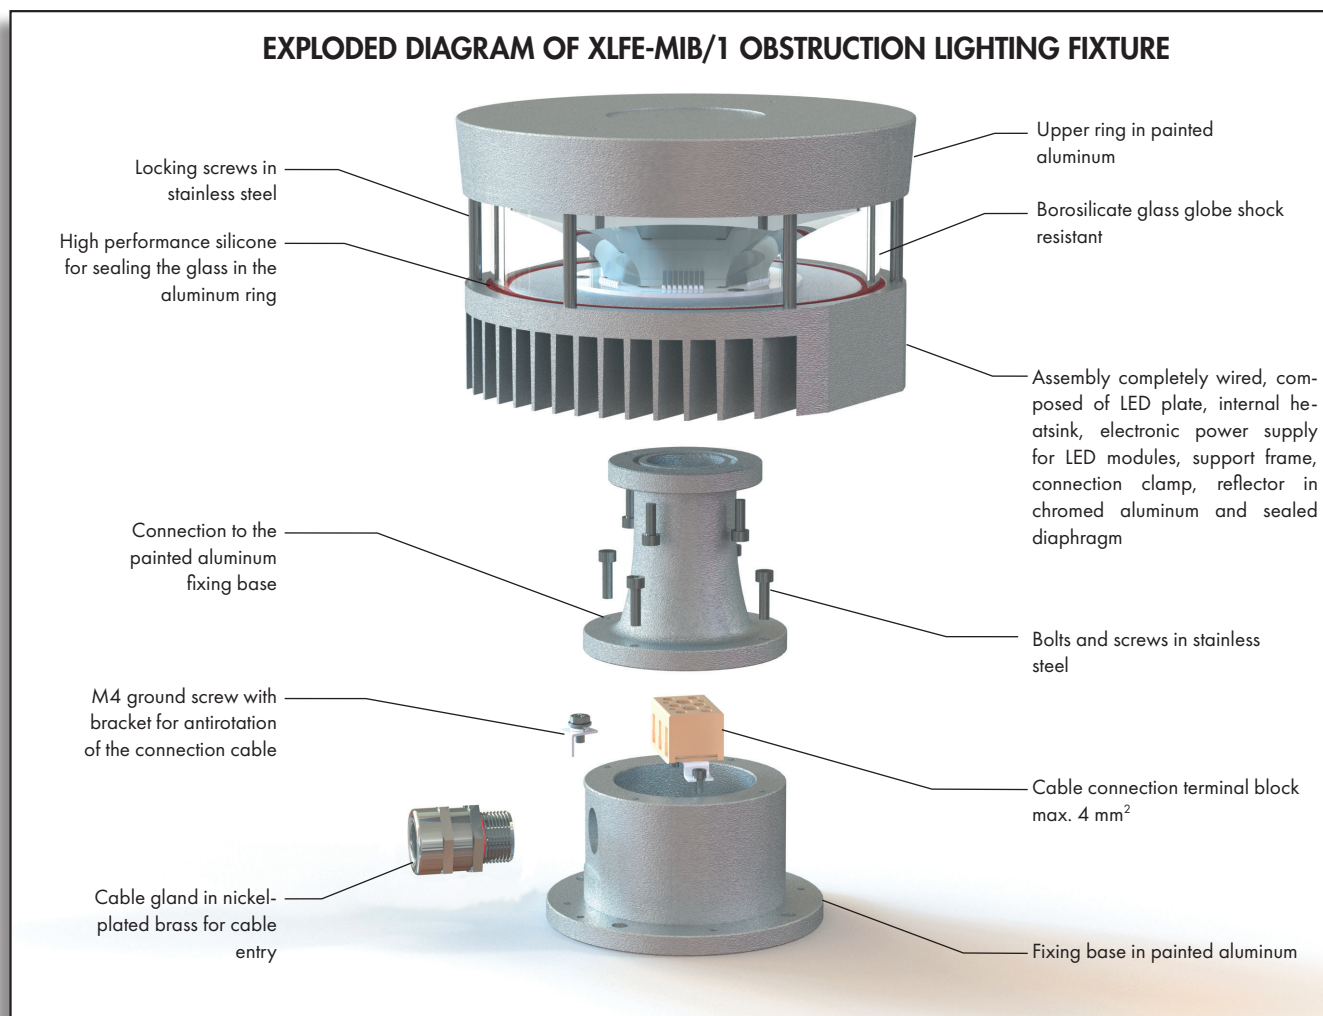 EXPLODED DIAGRAM OF XLFE-MIB/1 OBSTRUCTION LIGHTING FIXTURE
Locking screws in
stainless steel
High performance silicone
for sealing the glass in the
aluminum ring
Connection to the
painted aluminum
fixing base
M4 ground screw with
bracket for antirotation
of the connection cable
Cable gland in nickel-
plated brass for cable
entry
Upper ring in painted
aluminum
Borosilicate glass globe shock
resistant
Assembly completely wired, com-
posed of LED plate, internal he-
atsink, electronic power supply
for LED modules, support frame,
connection clamp, reflector in
chromed aluminum and sealed
diaphragm
Bolts and screws in stainless
steel
Cable connection terminal block
max. 4 mm²
Fixing base in painted aluminum